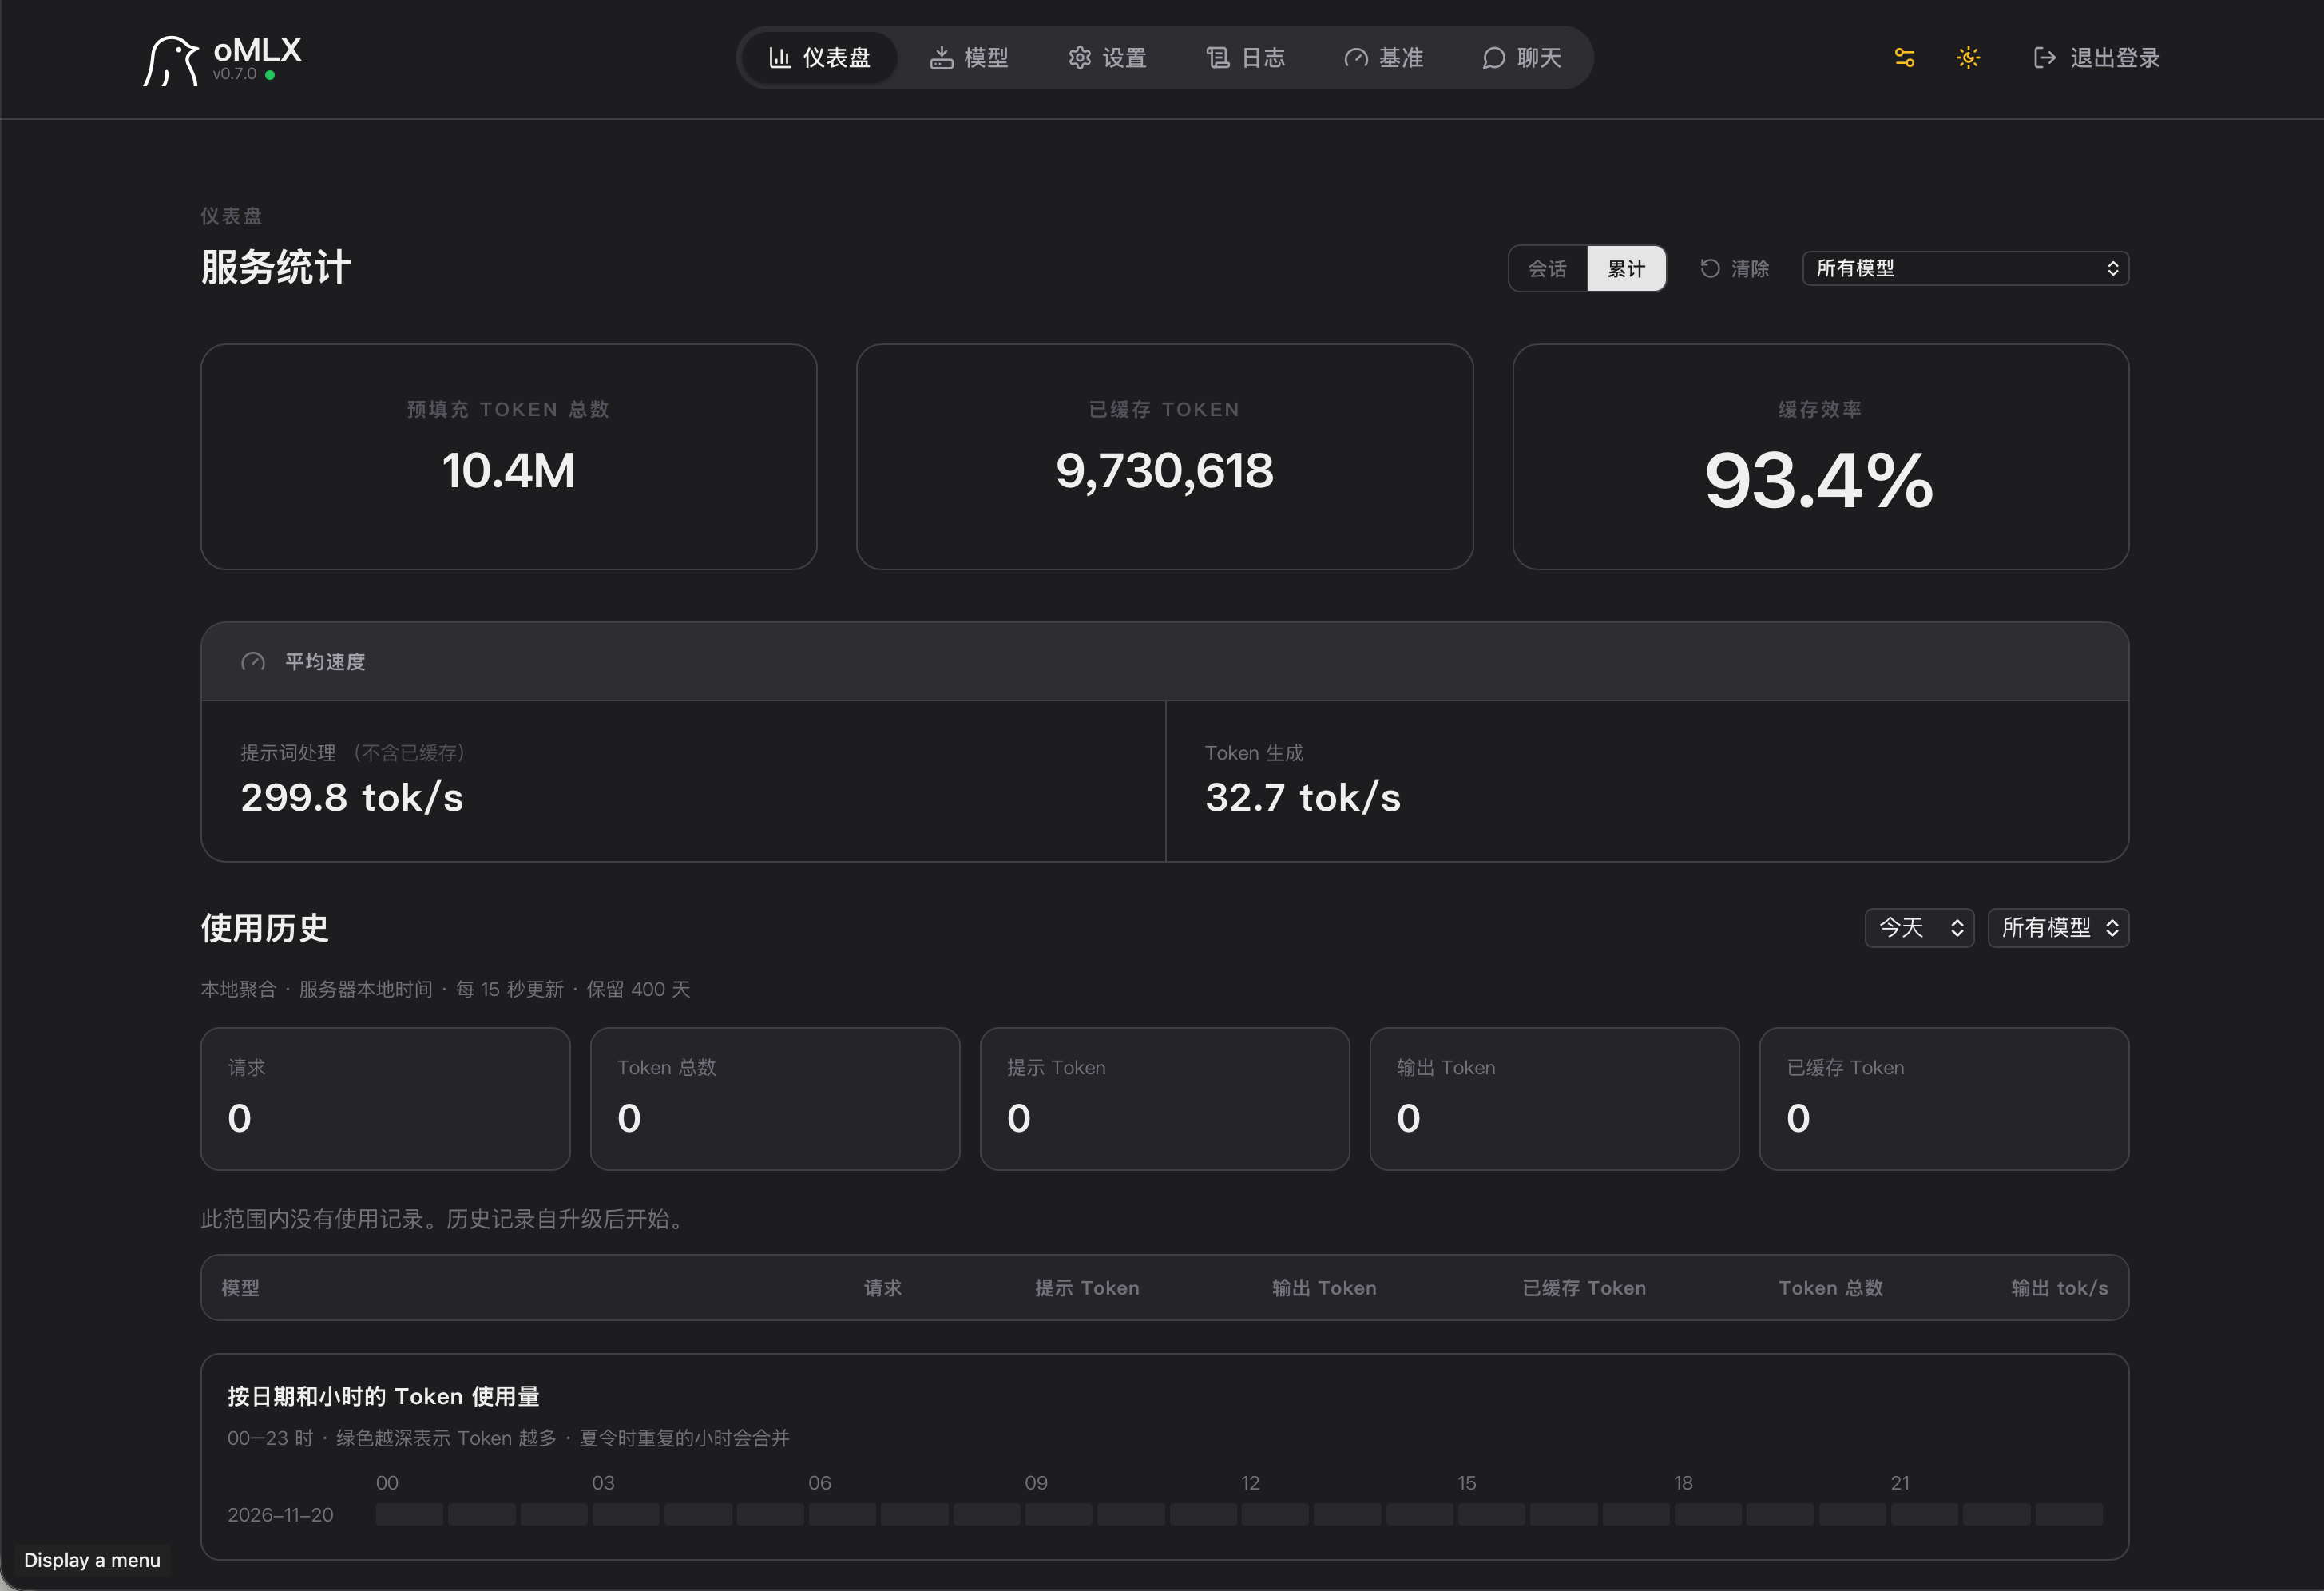 oMLX
v0.7.0
仪表盘 模型 设置 日志 基准 聊天
退出登录
仪表盘
服务统计
会话 累计 清除 所有模型
预填充 TOKEN 总数
10.4M
已缓存 TOKEN
9,730,618
缓存效率
93.4%
平均速度
提示词处理 (不含已缓存)
299.8 tok/s
Token 生成
32.7 tok/s
使用历史
今天 所有模型
本地聚合 · 服务器本地时间 · 每 15 秒更新 · 保留 400 天
请求
0
Token 总数
0
提示 Token
0
输出 Token
0
已缓存 Token
0
此范围内没有使用记录。历史记录自升级后开始。
模型 请求 提示 Token 输出 Token 已缓存 Token Token 总数 输出 tok/s
按日期和小时的 Token 使用量
00–23 时 · 绿色越深表示 Token 越多 · 夏令时重复的小时会合并
00 03 06 09 12 15 18 21
2026-11-20
Display a menu